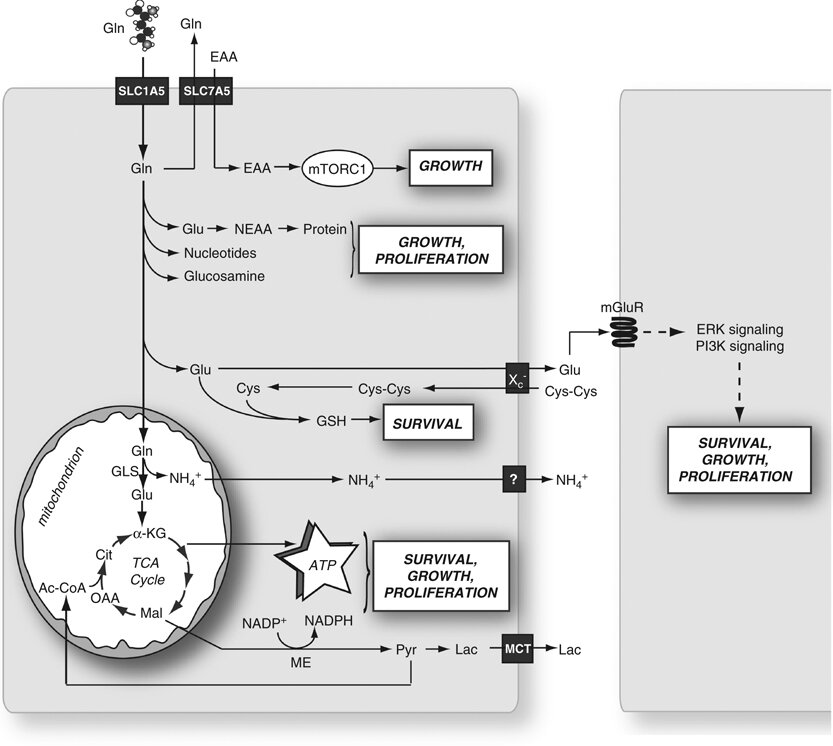 Gln
Gln
EAA
SLC1A5
SLC7A5
Gln
EAA
mTORC1
GROWTH
Glu
NEAA
Protein
Nucleotides
Glucosamine
GROWTH,
PROLIFERATION
mGluR
ERK signaling
PI3K signaling
Glu
Xc-
Glu
Cys
Cys-Cys
Cys-Cys
GSH
SURVIVAL
SURVIVAL,
GROWTH,
PROLIFERATION
mitochondrion
Gln
GLS
NH4+
NH4+
?
NH4+
Glu
α-KG
Cit
TCA
Cycle
ATP
SURVIVAL,
GROWTH,
PROLIFERATION
Ac-CoA
OAA
Mal
NADP+
NADPH
ME
Pyr
Lac
MCT
Lac